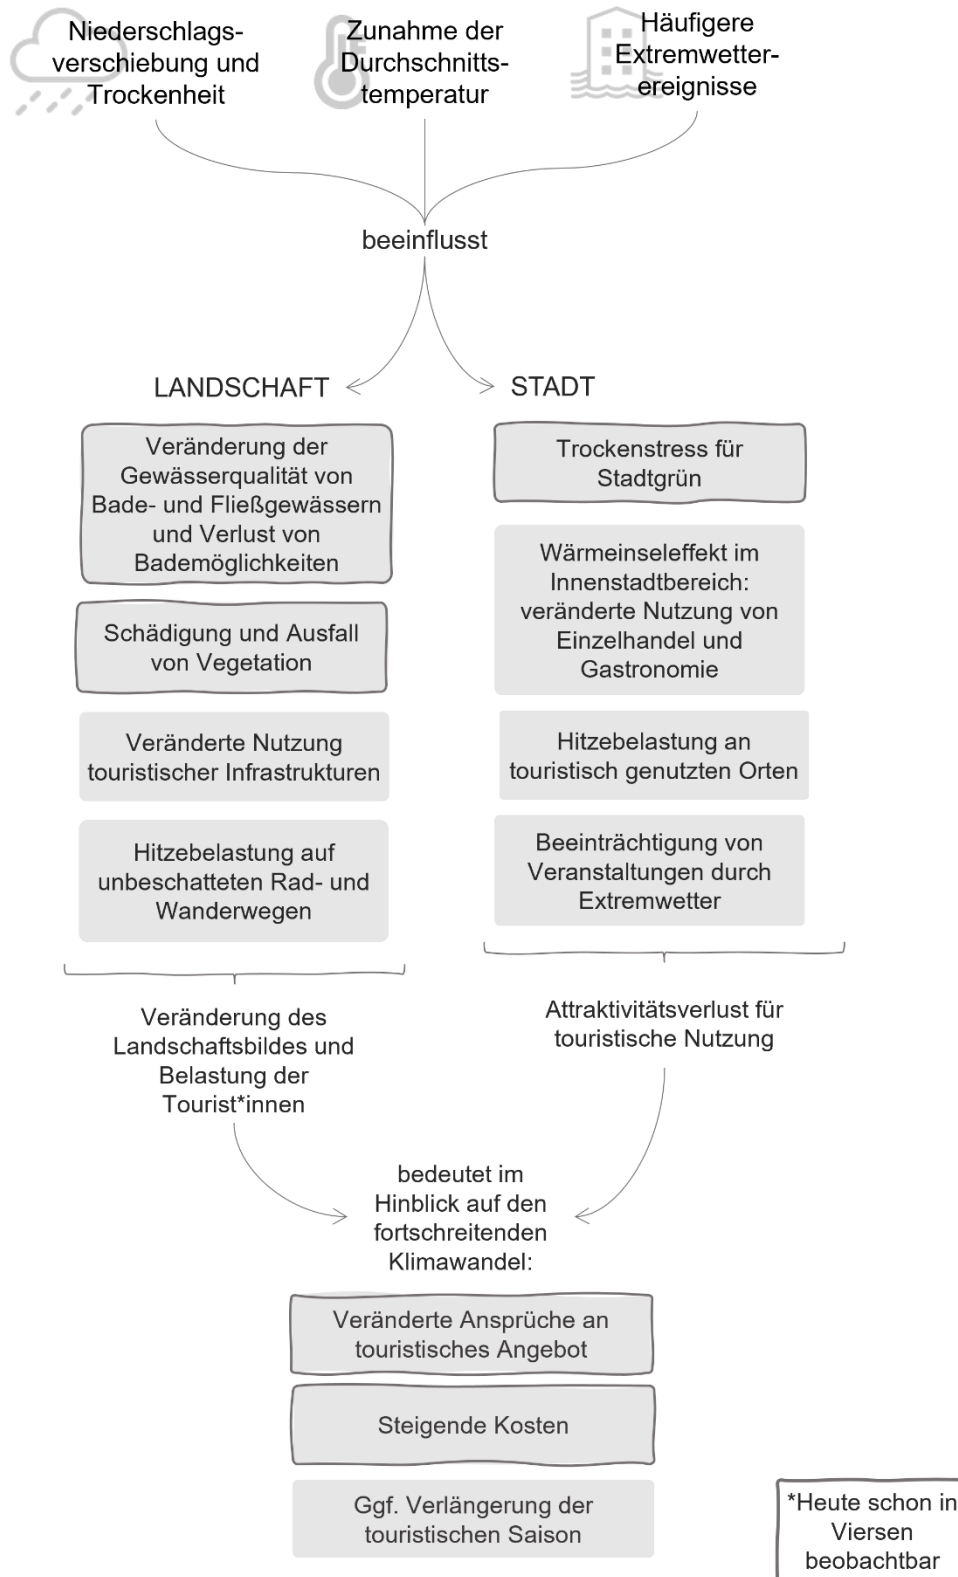 Niederschlags-
verschiebung und
Trockenheit
Zunahme der
Durchschnitts-
temperatur
Häufigere
Extremwetter-
ereignisse
beeinflusst
LANDSCHAFT
Veränderung der
Gewässerqualität von
Bade- und Fließgewässern
und Verlust von
Bademöglichkeiten
Schädigung und Ausfall
von Vegetation
Veränderte Nutzung
touristischer Infrastrukturen
Hitzebelastung auf
unbeschatteten Rad- und
Wanderwegen
Veränderung des
Landschaftsbildes und
Belastung der
Tourist*innen
STADT
Trockenstress für
Stadtgrün
Wärmeinseleffekt im
Innenstadtbereich:
veränderte Nutzung von
Einzelhandel und
Gastronomie
Hitzebelastung an
touristisch genutzten Orten
Beeinträchtigung von
Veranstaltungen durch
Extremwetter
Attraktivitätsverlust für
touristische Nutzung
bedeutet im
Hinblick auf den
fortschreitenden
Klimawandel:
Veränderte Ansprüche an
touristisches Angebot
Steigende Kosten
Ggf. Verlängerung der
touristischen Saison
*Heute schon in
Viersen
beobachtbar